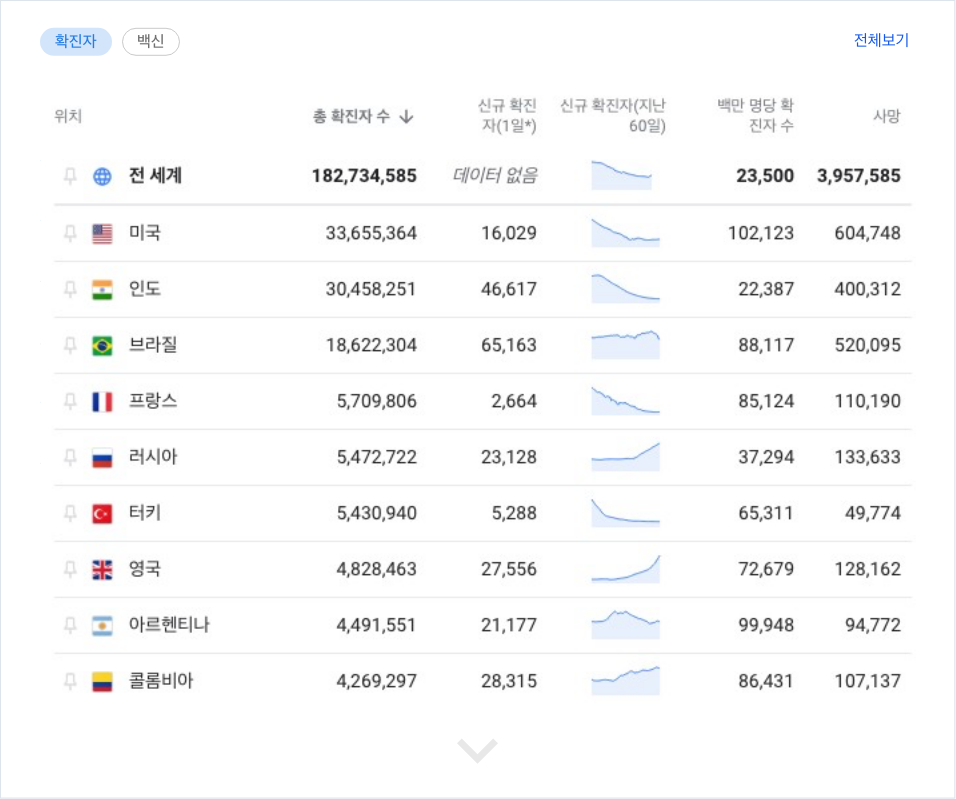 확진자 백신 전체보기
위치 총 확진자 수 ↓ 신규 확진자(1일*) 신규 확진자(지난 60일) 백만 명당 확진자 수 사망
전 세계 182,734,585 데이터 없음 23,500 3,957,585
미국 33,655,364 16,029 102,123 604,748
인도 30,458,251 46,617 22,387 400,312
브라질 18,622,304 65,163 88,117 520,095
프랑스 5,709,806 2,664 85,124 110,190
러시아 5,472,722 23,128 37,294 133,633
터키 5,430,940 5,288 65,311 49,774
영국 4,828,463 27,556 72,679 128,162
아르헨티나 4,491,551 21,177 99,948 94,772
콜롬비아 4,269,297 28,315 86,431 107,137